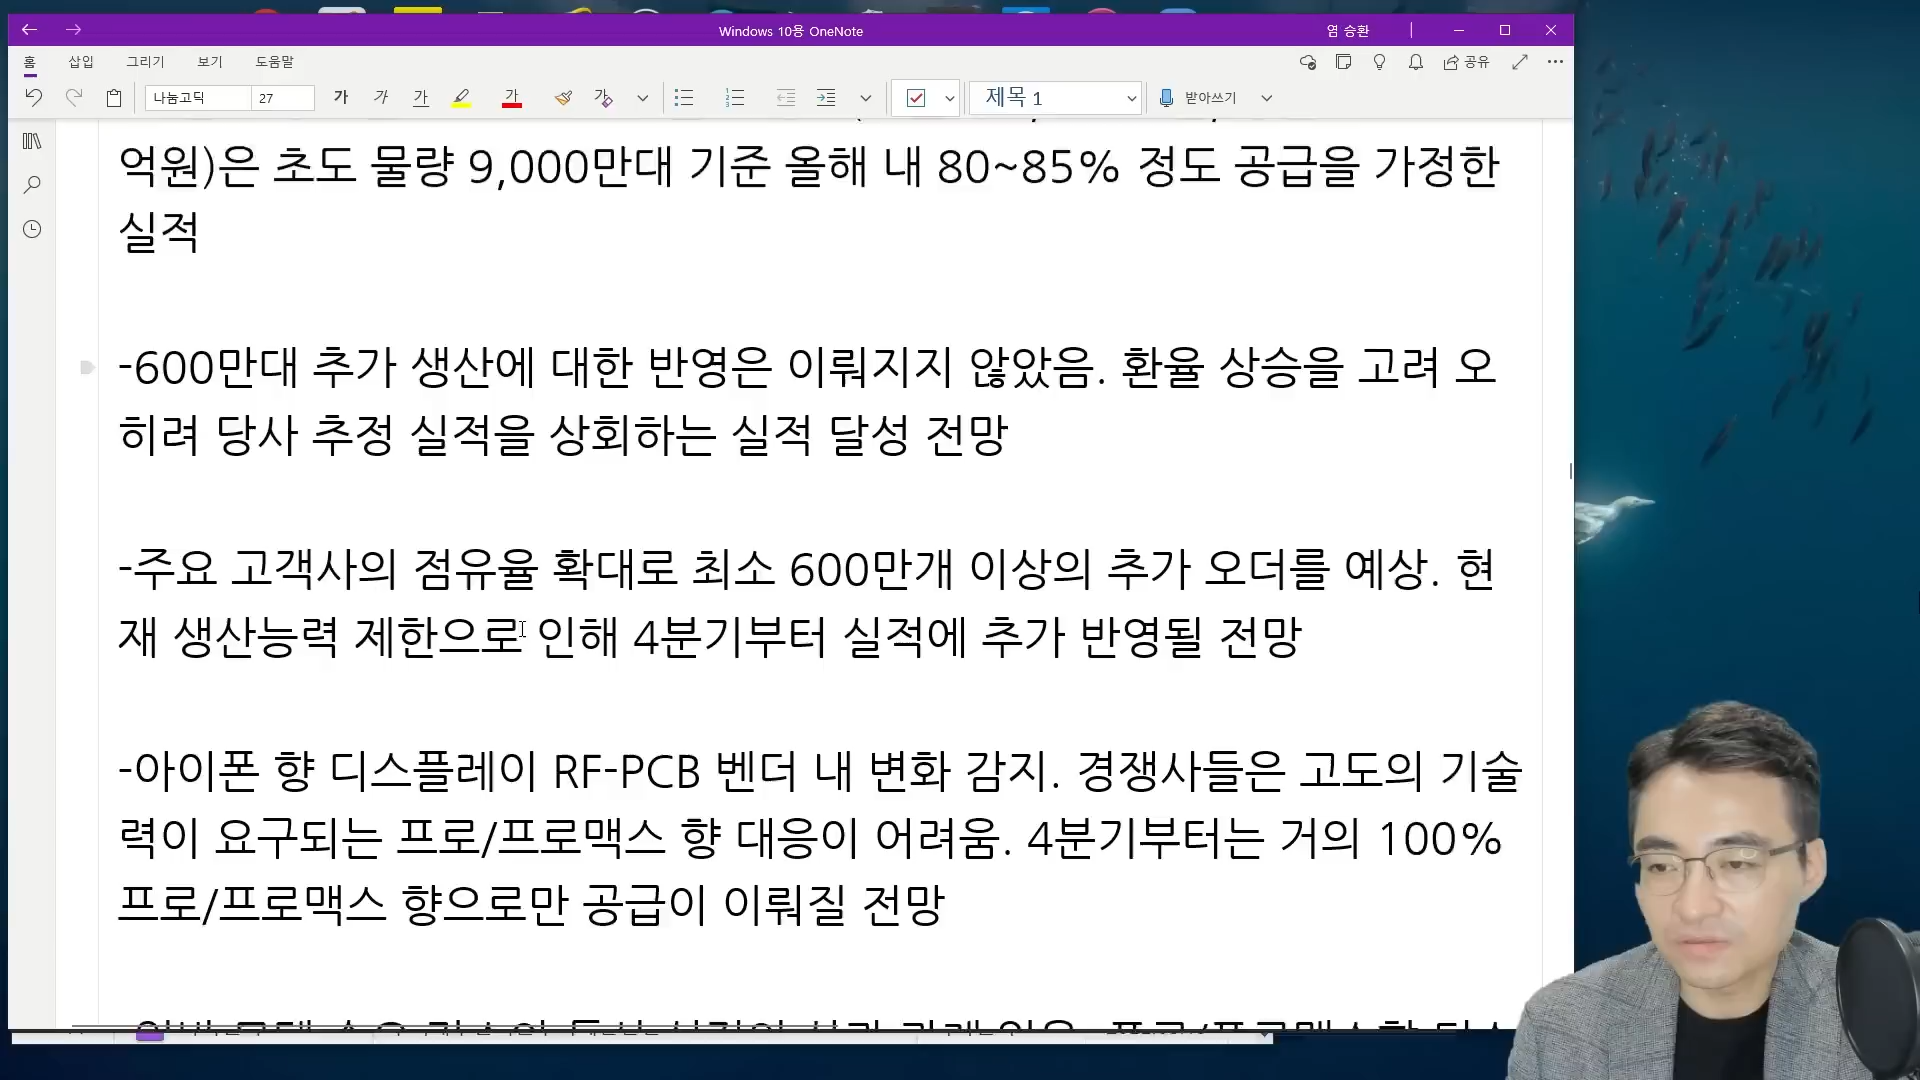 Windows 10용 OneNote
염 승환
홈 삽입 그리기 보기 도움말
공유
나눔고딕 27 가 가 가 가 가 제목 1 받아쓰기
억원)은 초도 물량 9,000만대 기준 올해 내 80~85% 정도 공급을 가정한
실적
-600만대 추가 생산에 대한 반영은 이뤄지지 않았음. 환율 상승을 고려 오
히려 당사 추정 실적을 상회하는 실적 달성 전망
-주요 고객사의 점유율 확대로 최소 600만개 이상의 추가 오더를 예상. 현
재 생산능력 제한으로 인해 4분기부터 실적에 추가 반영될 전망
-아이폰 향 디스플레이 RF-PCB 벤더 내 변화 감지. 경쟁사들은 고도의 기술
력이 요구되는 프로/프로맥스 향 대응이 어려움. 4분기부터는 거의 100%
프로/프로맥스 향으로만 공급이 이뤄질 전망